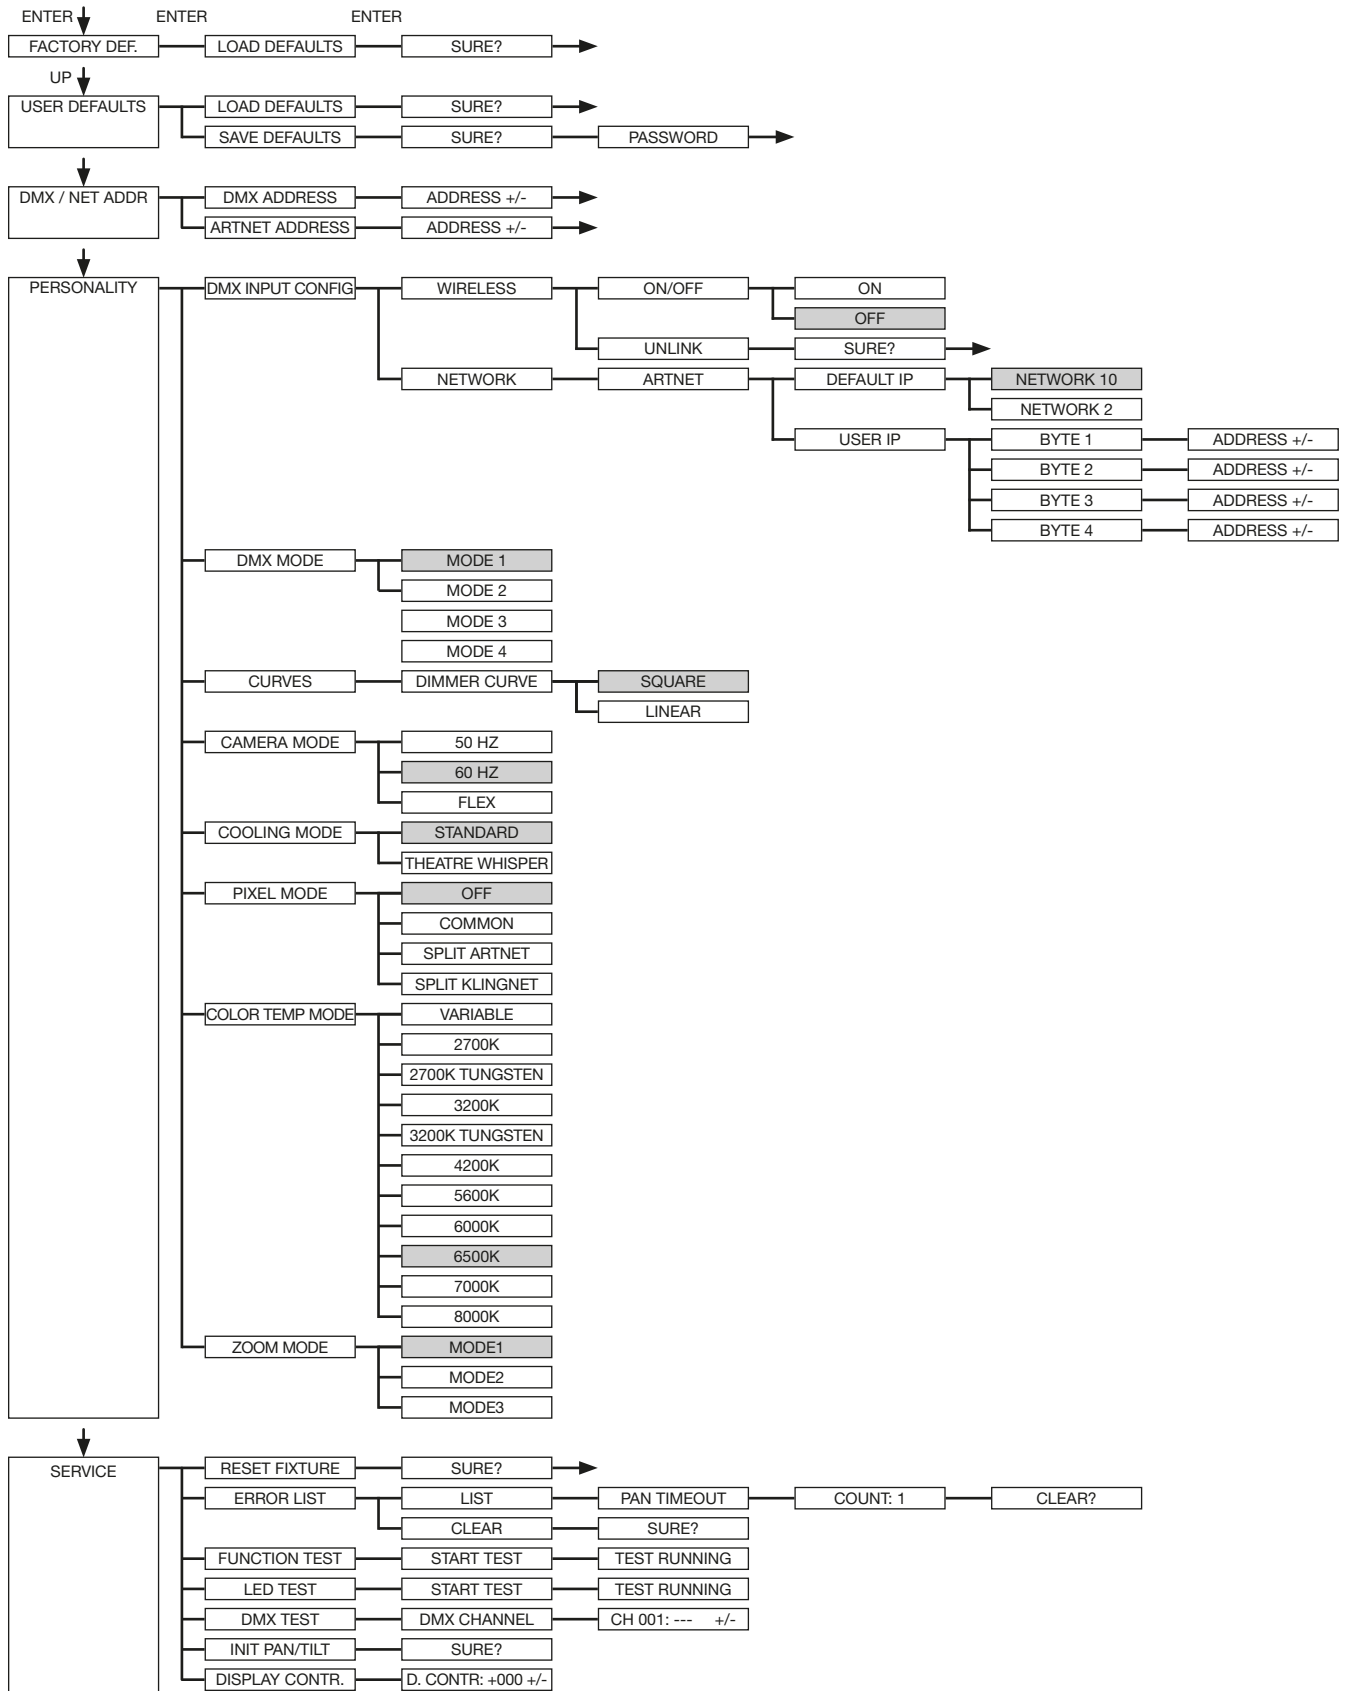 ENTER ENTER ENTER
FACTORY DEF. LOAD DEFAULTS SURE?
UP
USER DEFAULTS LOAD DEFAULTS SURE?
SAVE DEFAULTS SURE? PASSWORD
DMX / NET ADDR DMX ADDRESS ADDRESS +/-
ARTNET ADDRESS ADDRESS +/-
PERSONALITY DMX INPUT CONFIG WIRELESS ON/OFF ON
OFF
UNLINK SURE?
NETWORK ARTNET DEFAULT IP NETWORK 10
NETWORK 2
USER IP BYTE 1 ADDRESS +/-
BYTE 2 ADDRESS +/-
BYTE 3 ADDRESS +/-
BYTE 4 ADDRESS +/-
DMX MODE MODE 1
MODE 2
MODE 3
MODE 4
CURVES DIMMER CURVE SQUARE
LINEAR
CAMERA MODE 50 HZ
60 HZ
FLEX
COOLING MODE STANDARD
THEATRE WHISPER
PIXEL MODE OFF
COMMON
SPLIT ARTNET
SPLIT KLINGNET
COLOR TEMP MODE VARIABLE
2700K
2700K TUNGSTEN
3200K
3200K TUNGSTEN
4200K
5600K
6000K
6500K
7000K
8000K
ZOOM MODE MODE1
MODE2
MODE3
SERVICE RESET FIXTURE SURE?
ERROR LIST LIST PAN TIMEOUT COUNT: 1 CLEAR?
CLEAR SURE?
FUNCTION TEST START TEST TEST RUNNING
LED TEST START TEST TEST RUNNING
DMX TEST DMX CHANNEL CH 001: --- +/-
INIT PAN/TILT SURE?
DISPLAY CONTR. D. CONTR: +000 +/-